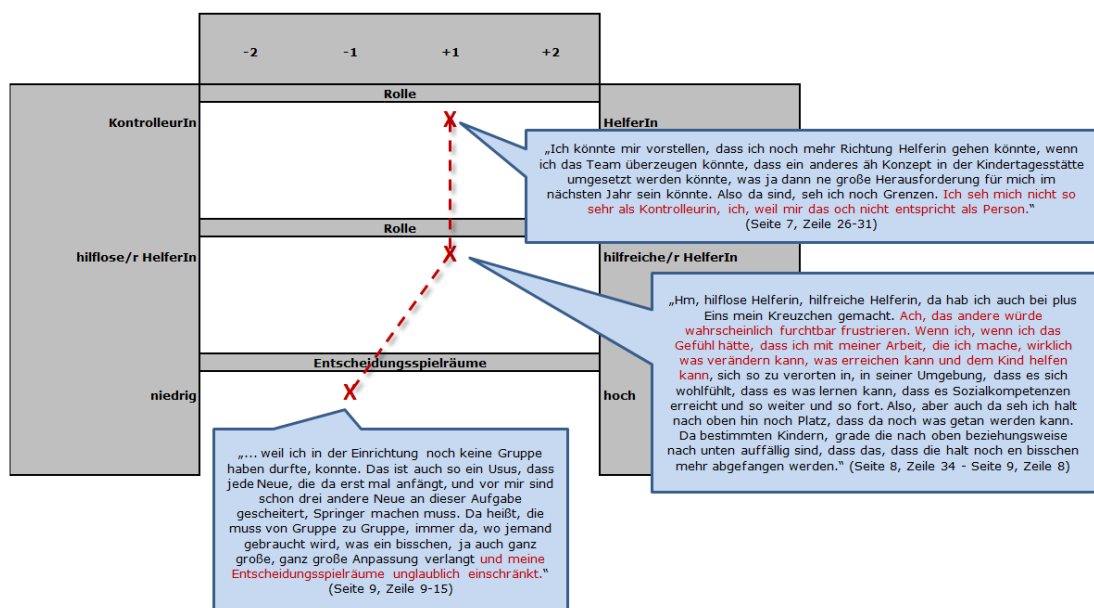 -2 -1 +1 +2
Rolle
KontrolleurIn
HelferIn
„Ich könnte mir vorstellen, dass ich noch mehr Richtung Helferin gehen könnte, wenn
ich das Team überzeugen könnte, dass ein anderes äh Konzept in der Kindertagesstätte
umgesetzt werden könnte, was ja dann ne große Herausforderung für mich im
nächsten Jahr sein könnte. Also da sind, seh ich noch Grenzen. Ich seh mich nicht so
sehr als Kontrolleurin, ich, weil mir das och nicht entspricht als Person.“
(Seite 7, Zeile 26-31)
Rolle
hilflose/r HelferIn
hilfreiche/r HelferIn
„Hm, hilflose Helferin, hilfreiche Helferin, da hab ich auch bei plus
Eins mein Kreuzchen gemacht. Ach, das andere würde
wahrscheinlich furchtbar frustrieren. Wenn ich, wenn ich das
Gefühl hätte, dass ich mit meiner Arbeit, die ich mache, wirklich
was verändern kann, was erreichen kann und dem Kind helfen
kann, sich so zu verorten in, in seiner Umgebung, dass es sich
wohlfühlt, dass es was lernen kann, dass es Sozialkompetenzen
erreicht und so weiter und so fort. Also, aber auch da seh ich halt
nach oben hin noch Platz, dass da noch was getan werden kann.
Da bestimmten Kindern, grade die nach oben beziehungsweise
nach unten auffällig sind, dass das, dass die halt noch en bisschen
mehr abgefangen werden.“ (Seite 8, Zeile 34 - Seite 9, Zeile 8)
Entscheidungsspielräume
niedrig
hoch
„... weil ich in der Einrichtung noch keine Gruppe
haben durfte, konnte. Das ist auch so ein Usus, dass
jede Neue, die da erst mal anfängt, und vor mir sind
schon drei andere Neue an dieser Aufgabe
gescheitert, Springer machen muss. Da heißt, die
muss von Gruppe zu Gruppe, immer da, wo jemand
gebraucht wird, was ein bisschen, ja auch ganz
große, ganz große Anpassung verlangt und meine
Entscheidungsspielräume unglaublich einschränkt.“
(Seite 9, Zeile 9-15)
X
X
X